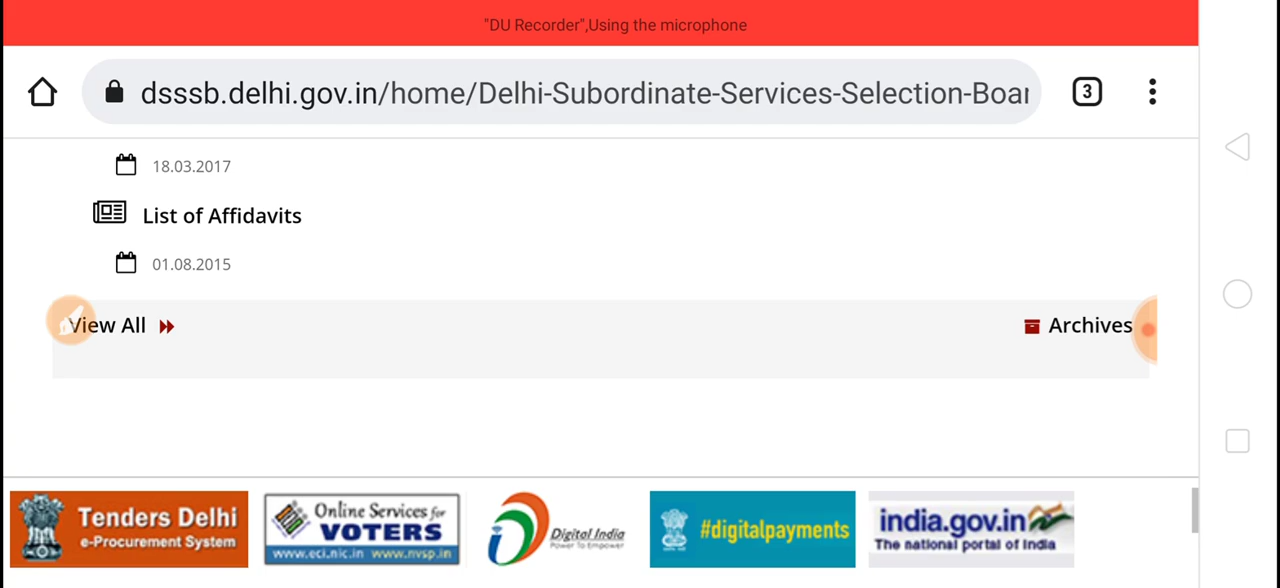 "DU Recorder",Using the microphone
dsssb.delhi.gov.in/home/Delhi-Subordinate-Services-Selection-Boar
3
18.03.2017
List of Affidavits
01.08.2015
View All
Archives
Tenders Delhi
e-Procurement System
Online Services for
VOTERS
www.eci.nic.in www.nvsp.in
Digital India
Power To Empower
#digitalpayments
india.gov.in
The national portal of India